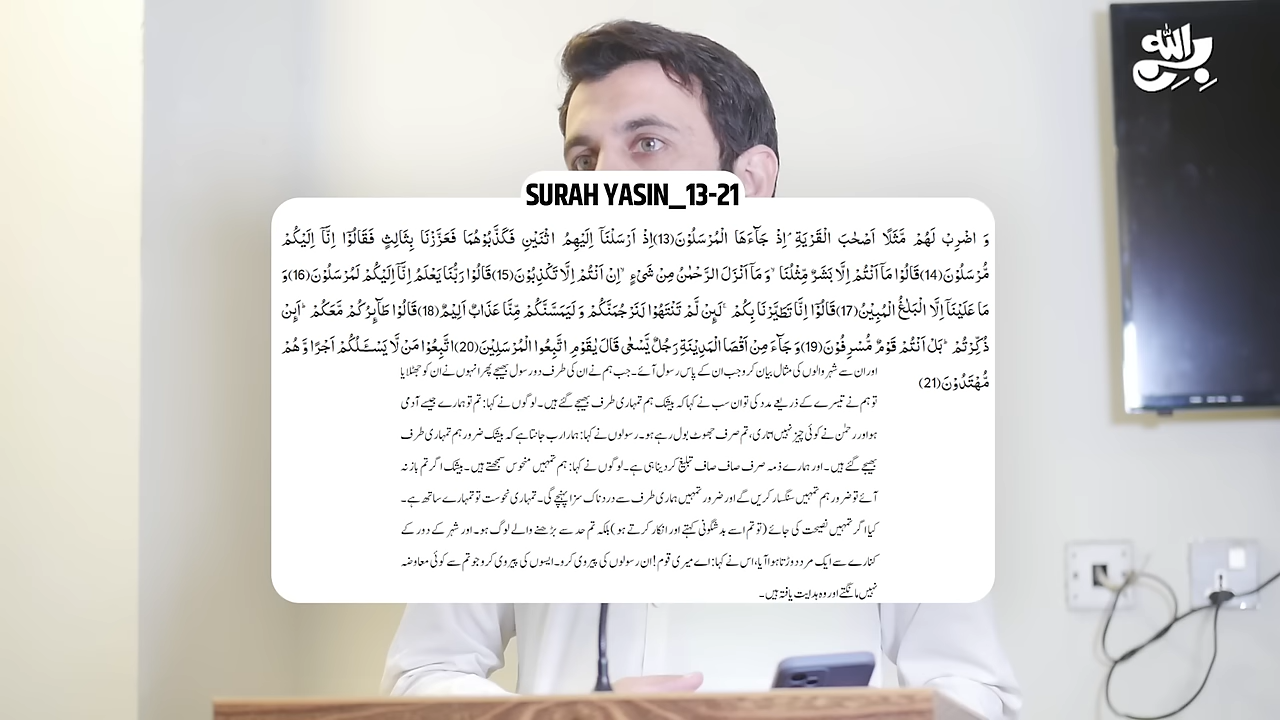 بسم الله
SURAH YASIN_13-21
وَ اضْرِبْ لَهُمْ مَّثَلًا اَصْحٰبَ الْقَرْیَةِ ۘ اِذْ جَآءَهَا الْمُرْسَلُوْنَ(13)اِذْ اَرْسَلْنَاۤ اِلَیْهِمُ اثْنَیْنِ فَكَذَّبُوْهُمَا فَعَزَّزْنَا بِثَالِثٍ فَقَالُوْۤا اِنَّاۤ اِلَیْكُمْ
مُّرْسَلُوْنَ(14)قَالُوْا مَاۤ اَنْتُمْ اِلَّا بَشَرٌ مِّثْلُنَا ۙ وَ مَاۤ اَنْزَلَ الرَّحْمٰنُ مِنْ شَیْءٍ ۙ اِنْ اَنْتُمْ اِلَّا تَكْذِبُوْنَ(15)قَالُوْا رَبُّنَا یَعْلَمُ اِنَّاۤ اِلَیْكُمْ لَمُرْسَلُوْنَ(16)وَ
مَا عَلَیْنَاۤ اِلَّا الْبَلٰغُ الْمُبِیْنُ(17)قَالُوْۤا اِنَّا تَطَیَّرْنَا بِكُمْ ۚ لَىٕنْ لَّمْ تَنْتَهُوْا لَنَرْجُمَنَّكُمْ وَ لَیَمَسَّنَّكُمْ مِّنَّا عَذَابٌ اَلِیْمٌ(18)قَالُوْا طَآىٕرُكُمْ مَّعَكُمْ ؕ اَىٕنْ
ذُكِّرْتُمْ ؕ بَلْ اَنْتُمْ قَوْمٌ مُّسْرِفُوْنَ(19)وَ جَآءَ مِنْ اَقْصَا الْمَدِیْنَةِ رَجُلٌ یَّسْعٰى قَالَ یٰقَوْمِ اتَّبِعُوا الْمُرْسَلِیْنَ(20)اتَّبِعُوْا مَنْ لَّا یَسْــٴَـلُكُمْ اَجْرًا وَّ هُمْ
مُّهْتَدُوْنَ(21)
اور ان سے شہر والوں کی مثال بیان کرو جب ان کے پاس رسول آئے۔ جب ہم نے ان کی طرف دو رسول بھیجے پھر انہوں نے ان کو جھٹلایا
تو ہم نے تیسرے کے ذریعے مدد کی تو ان سب نے کہا کہ بیشک ہم تمہاری طرف بھیجے گئے ہیں۔ لوگوں نے کہا: تم تو ہمارے جیسے آدمی
ہو اور رحمٰن نے کوئی چیز نہیں اتاری، تم صرف جھوٹ بول رہے ہو۔ رسولوں نے کہا: ہمارا رب جانتا ہے کہ بیشک ضرور ہم تمہاری طرف
بھیجے گئے ہیں۔ اور ہمارے ذمہ صرف صاف صاف تبلیغ کر دینا ہی ہے۔ لوگوں نے کہا: ہم تمہیں منحوس سمجھتے ہیں۔ بیشک اگر تم باز نہ
آئے تو ضرور ہم تمہیں سنگسار کریں گے اور ضرور تمہیں ہماری طرف سے دردناک سزا پہنچے گی۔ تمہاری نحوست تو تمہارے ساتھ ہے۔
کیا اگر تمہیں نصیحت کی جائے (تو تم اسے بدشگونی کہتے اور انکار کرتے ہو) بلکہ تم حد سے بڑھنے والے لوگ ہو۔ اور شہر کے دور کے
کنارے سے ایک مرد دوڑتا ہوا آیا، اس نے کہا: اے میری قوم! ان رسولوں کی پیروی کرو۔ ایسوں کی پیروی کرو جو تم سے کوئی معاوضہ
نہیں مانگتے اور وہ ہدایت یافتہ ہیں۔